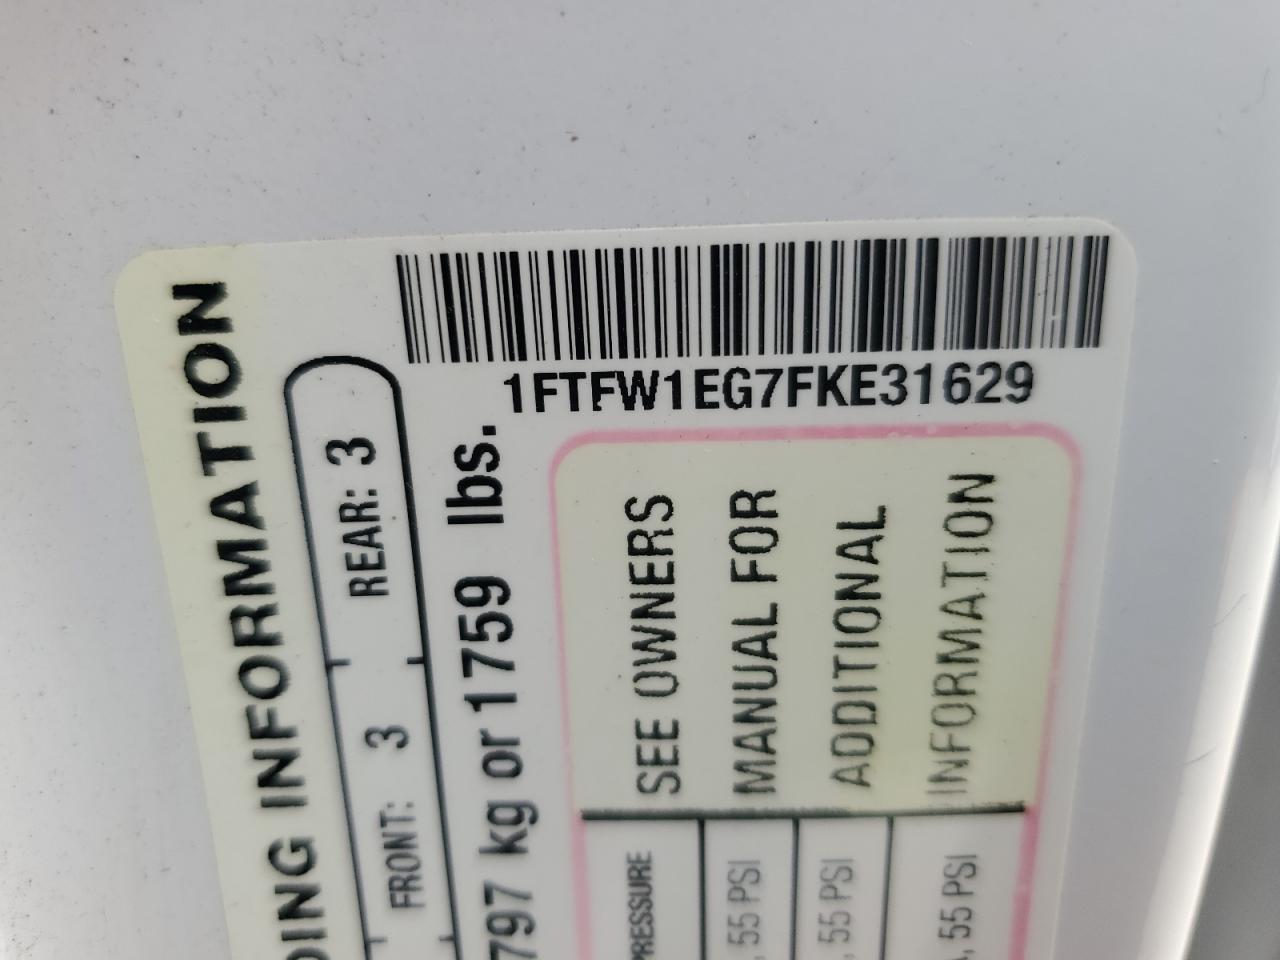 1FTFW1EG7FKE31629
DING INFORMATION
FRONT: 3 REAR: 3
797 kg or 1759 lbs.
SEE OWNERS
MANUAL FOR
ADDITIONAL
INFORMATION
PRESSURE
, 55 PSI
, 55 PSI
, 55 PSI